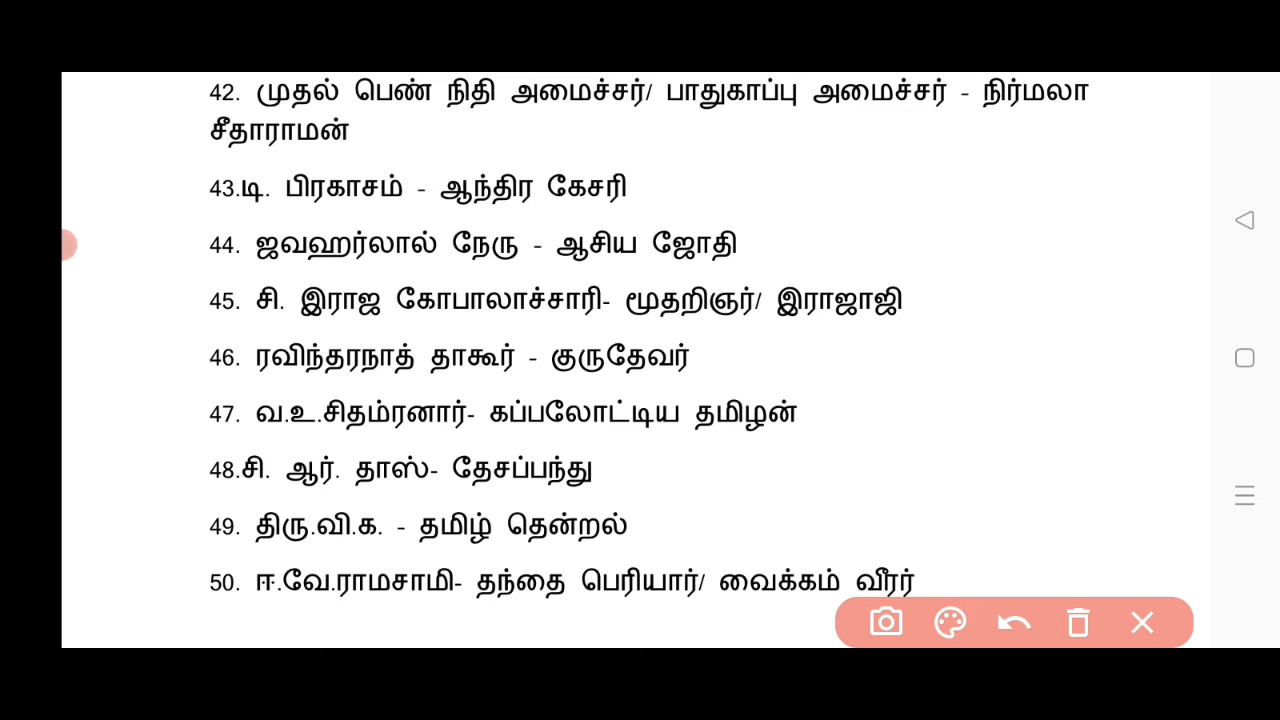 42. முதல் பெண் நிதி அமைச்சர்/ பாதுகாப்பு அமைச்சர் - நிர்மலா
சீதாராமன்
43.டி. பிரகாசம் - ஆந்திர கேசரி
44. ஜவஹர்லால் நேரு - ஆசிய ஜோதி
45. சி. இராஜ கோபாலாச்சாரி- மூதறிஞர்/ இராஜாஜி
46. ரவிந்தரநாத் தாகூர் - குருதேவர்
47. வ.உ.சிதம்ரனார்- கப்பலோட்டிய தமிழன்
48.சி. ஆர். தாஸ்- தேசப்பந்து
49. திரு.வி.க. - தமிழ் தென்றல்
50. ஈ.வே.ராமசாமி- தந்தை பெரியார்/ வைக்கம் வீரர்